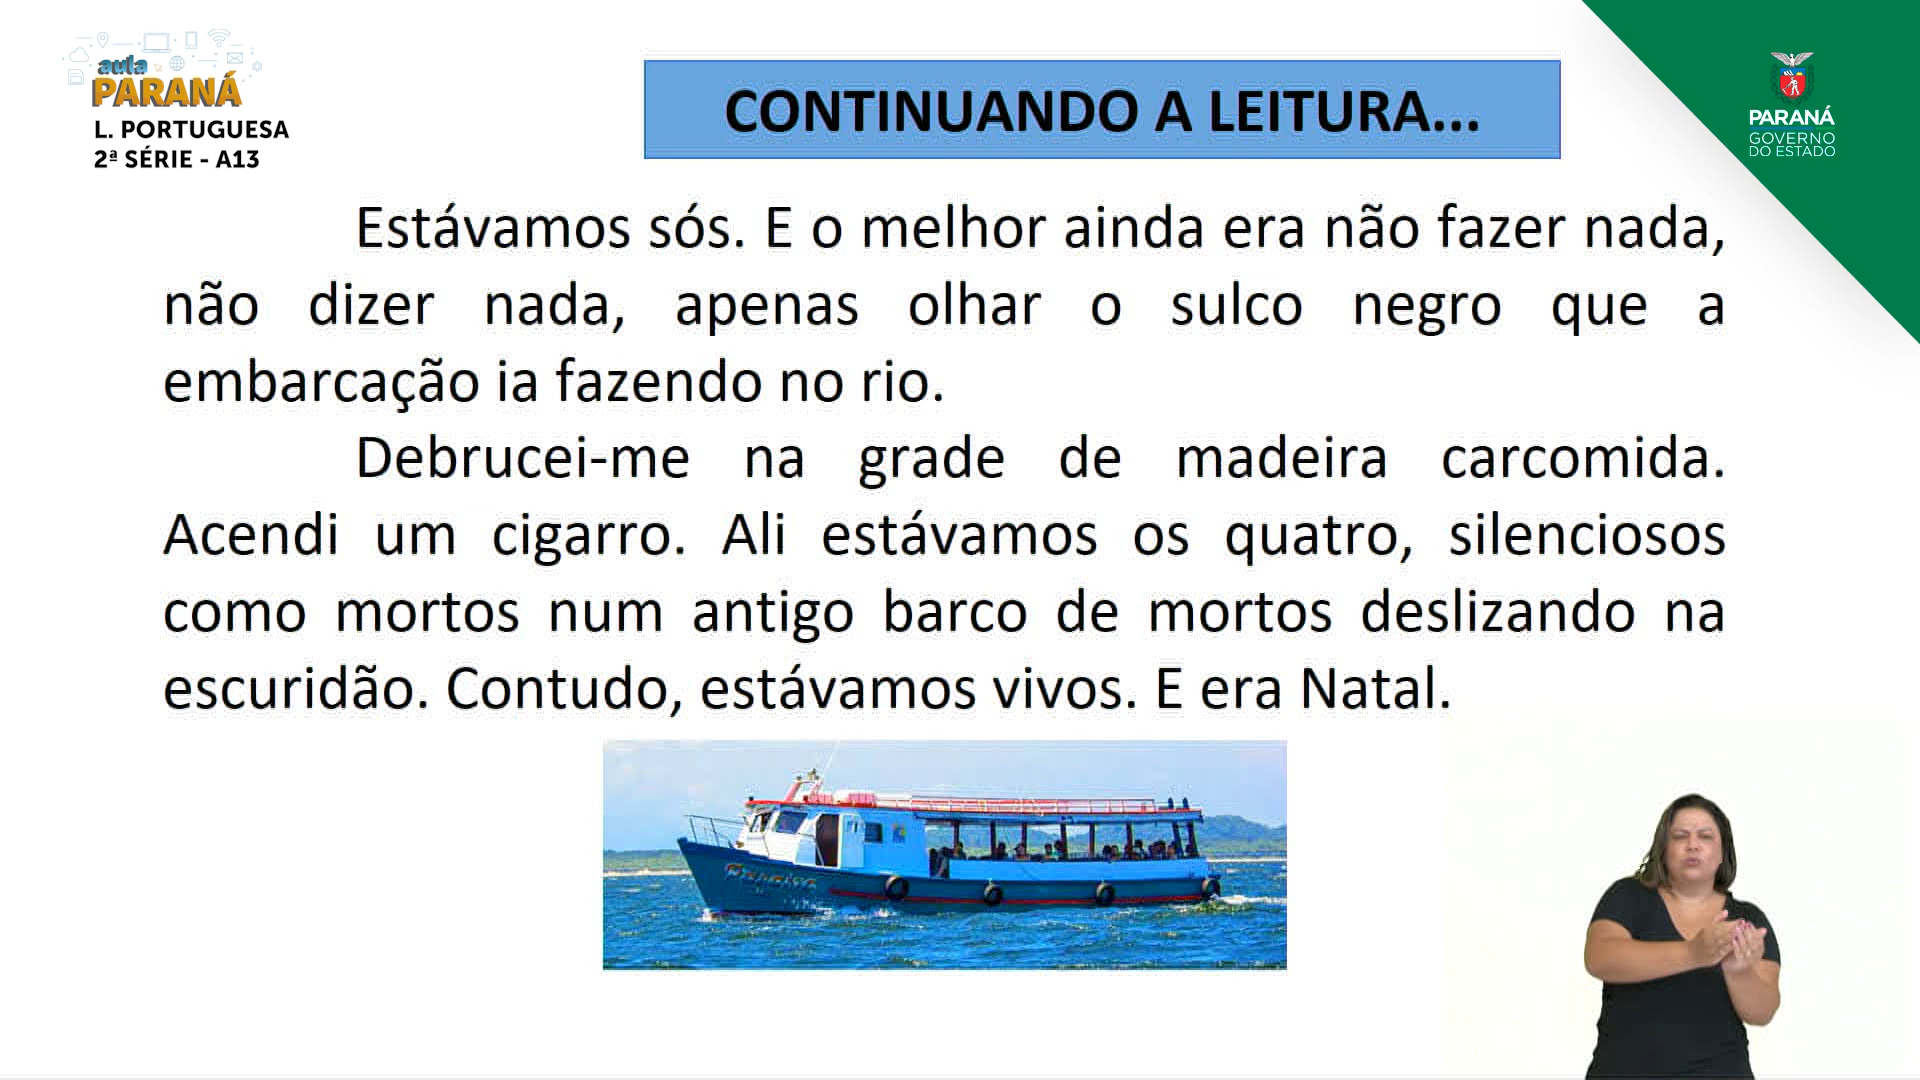 aula
PARANÁ
L. PORTUGUESA
2ª SÉRIE - A13
CONTINUANDO A LEITURA...
PARANÁ
GOVERNO
DO ESTADO
Estávamos sós. E o melhor ainda era não fazer nada,
não dizer nada, apenas olhar o sulco negro que a
embarcação ia fazendo no rio.
Debrucei-me na grade de madeira carcomida.
Acendi um cigarro. Ali estávamos os quatro, silenciosos
como mortos num antigo barco de mortos deslizando na
escuridão. Contudo, estávamos vivos. E era Natal.